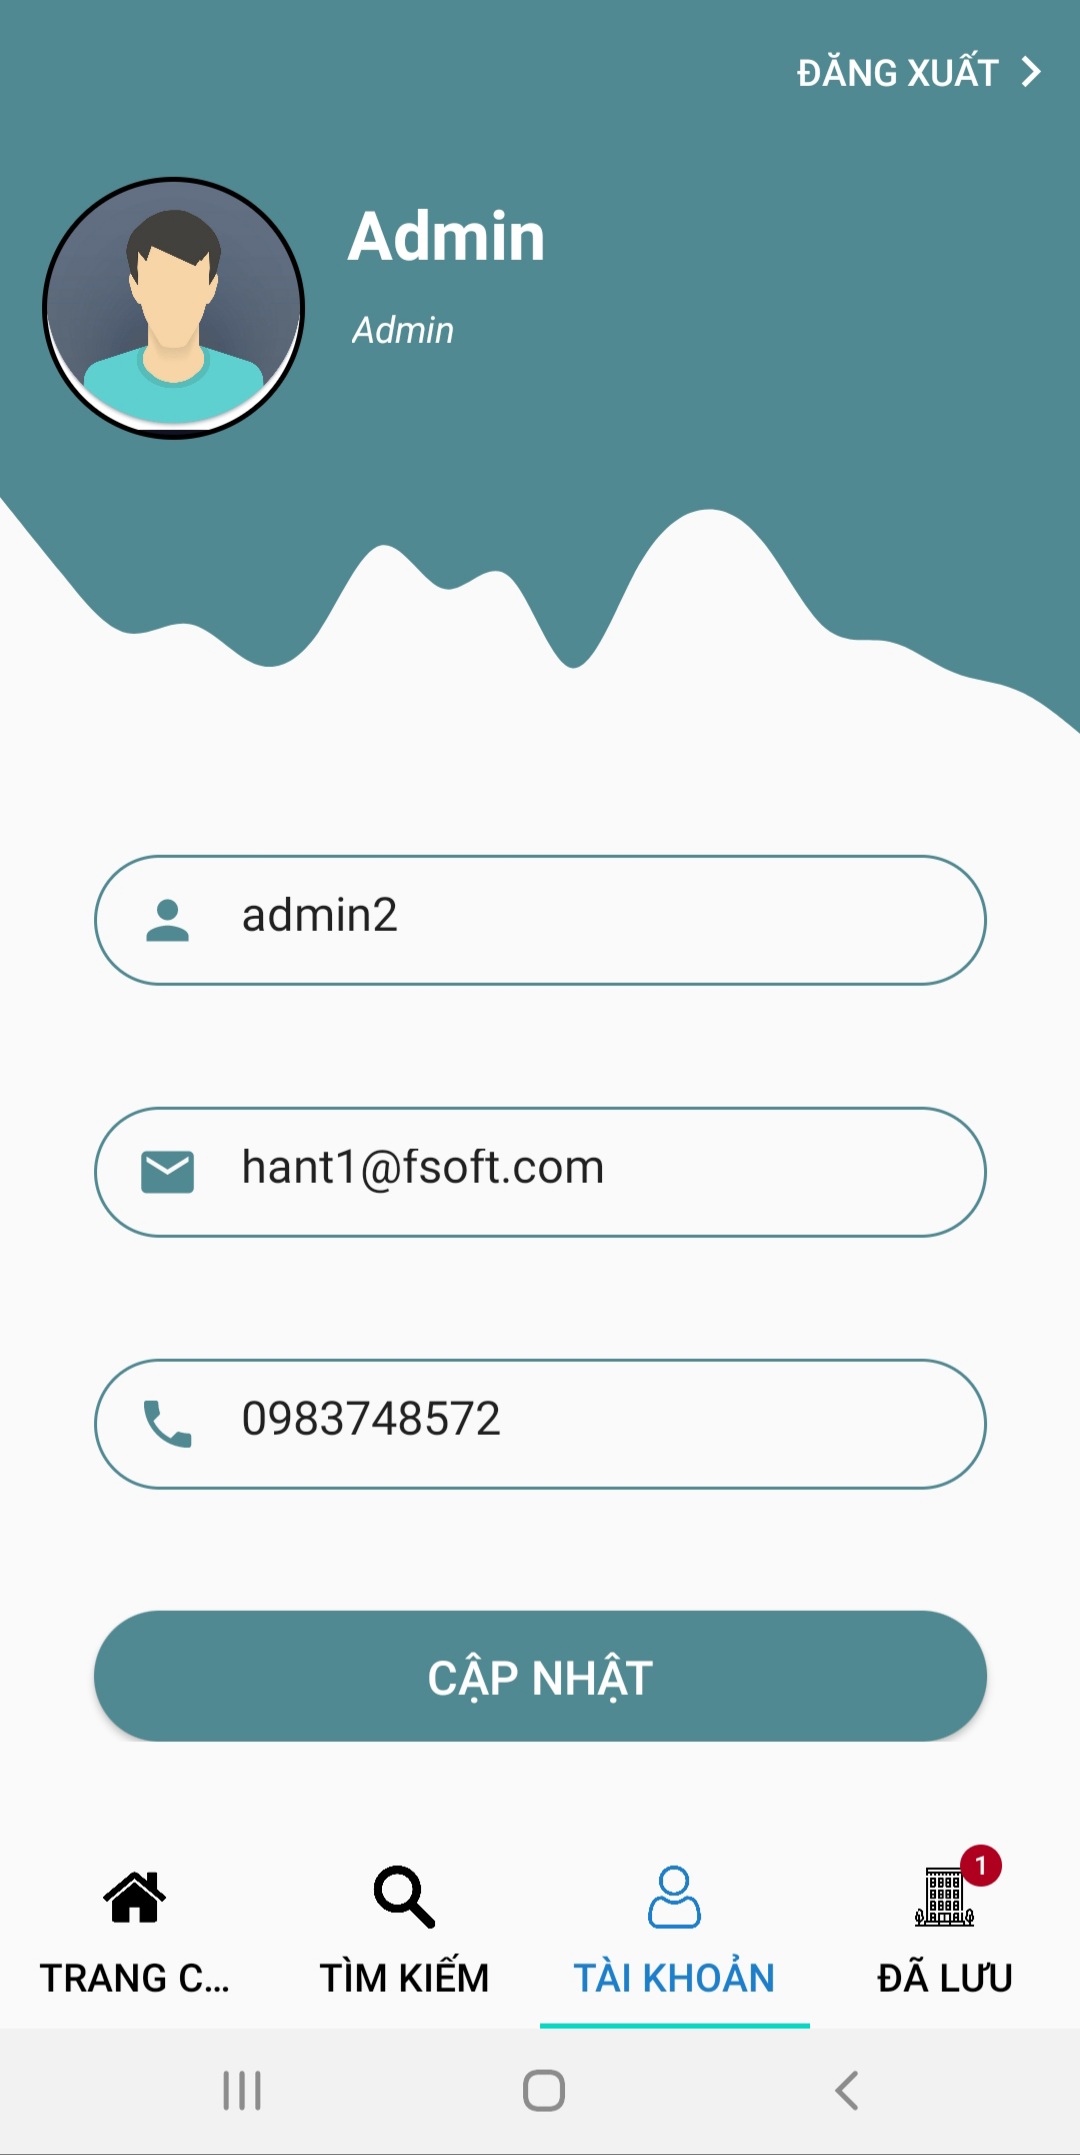 ĐĂNG XUẤT
Admin
Admin
admin2
hant1@fsoft.com
0983748572
CẬP NHẬT
1
TRANG C...
TÌM KIẾM
TÀI KHOẢN
ĐÃ LƯU